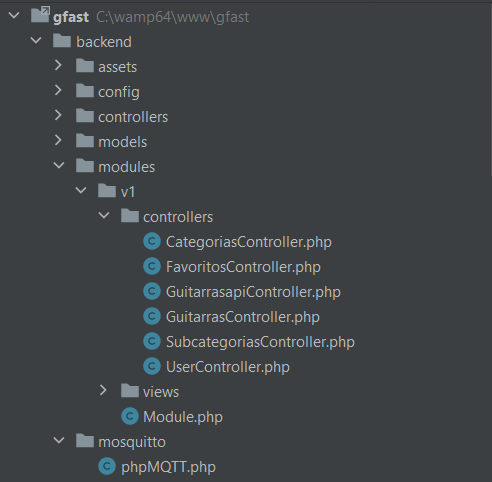 gfast C:\wamp64\www\gfast
backend
assets
config
controllers
models
modules
v1
controllers
CategoriasController.php
FavoritosController.php
GuitarrasapiController.php
GuitarrasController.php
SubcategoriasController.php
UserController.php
views
Module.php
mosquitto
phpMQTT.php